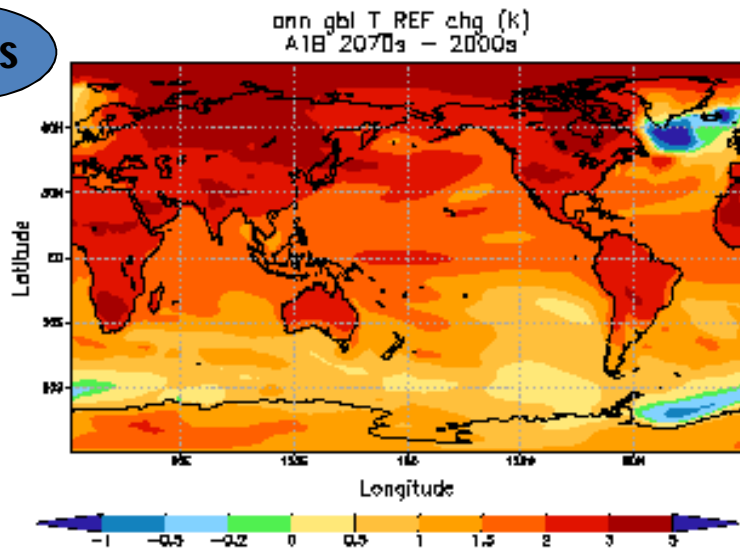 ann gbl T_REF chg (K)
A1B 2070s - 2000s
s
Latitude
EQ
Longitude
-1 -0.5 -0.2 0 0.5 1 1.5 2 3 5